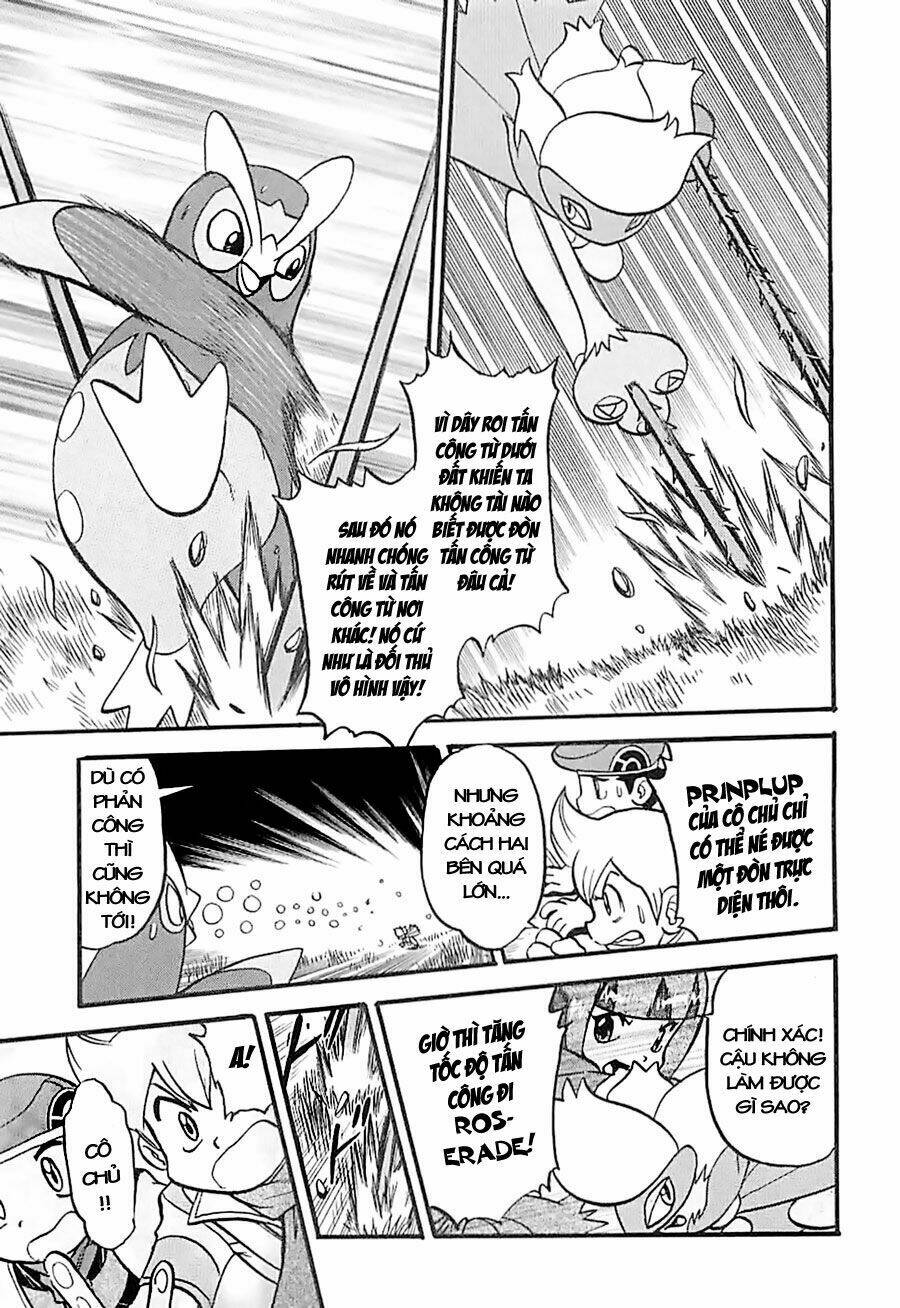 VÌ DÂY ROI TẤN
CÔNG TỪ DƯỚI
ĐẤT KHIẾN TA
KHÔNG TÀI NÀO
BIẾT ĐƯỢC ĐÒN
TẤN CÔNG TỪ
ĐÂU CẢ!
SAU ĐÓ NÓ
NHANH CHÓNG
RÚT VỀ VÀ TẤN
CÔNG TỪ NƠI
KHÁC! NÓ CỨ
NHƯ LÀ ĐỐI THỦ
VÔ HÌNH VẬY!
PRINPLUP
CỦA CÔ CHỦ CHỈ
CÓ THỂ NÉ ĐƯỢC
MỘT ĐÒN TRỰC
DIỆN THÔI.
NHƯNG
KHOẢNG
CÁCH HAI
BÊN QUÁ
LỚN...
DÙ CÓ
PHẢN
CÔNG THÌ
CŨNG
KHÔNG
TỚI!
CHÍNH XÁC!
CẬU KHÔNG
LÀM ĐƯỢC
GÌ SAO?
GIỜ THÌ TĂNG
TỐC ĐỘ TẤN
CÔNG ĐI
ROS-
ERADE!
A!
CÔ
CHỦ
!!